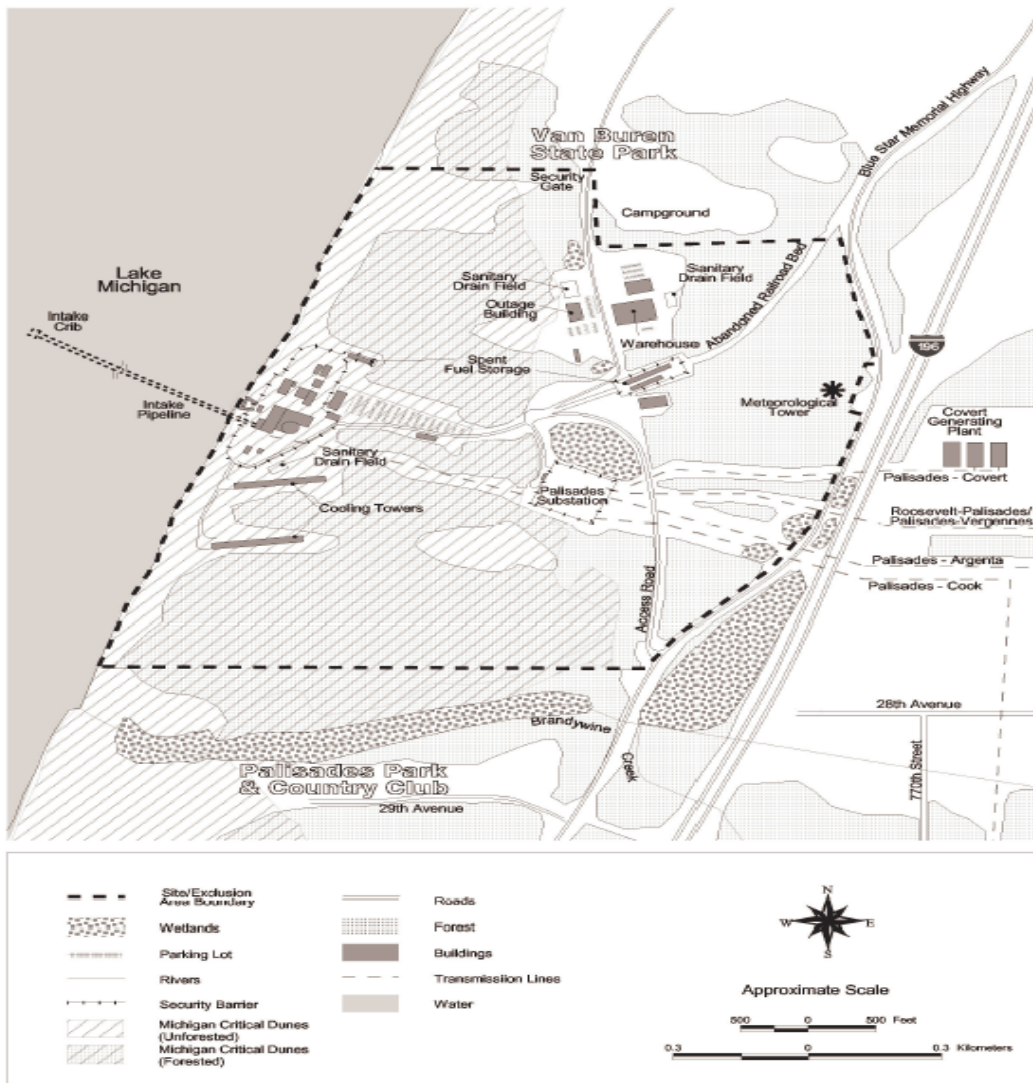 Van Buren
State Park
Blue Star Memorial Highway
Security
Gate
Campground
Lake
Michigan
Sanitary
Drain Field
Sanitary
Drain Field
Abandoned Railroad Bed
Outage
Building
Intake
Crib
Warehouse
196
Spent
Fuel Storage
Intake
Pipeline
Meteorological
Tower
Covert
Generating
Plant
Sanitary
Drain Field
Palisades - Covert
Palisades
Substation
Cooling Towers
Roosevelt-Palisades/
Palisades-Vergennes
Palisades - Argenta
Palisades - Cook
Access Road
28th Avenue
Brandywine
Creek
770th Street
Palisades Park
& Country Club
29th Avenue
Site/Exclusion
Area Boundary
Wetlands
Parking Lot
Rivers
Security Barrier
Michigan Critical Dunes
(Unforested)
Michigan Critical Dunes
(Forested)
Roads
Forest
Buildings
Transmission Lines
Water
N
W
E
S
Approximate Scale
500 0 500 Feet
0.3 0 0.3 Kilometers